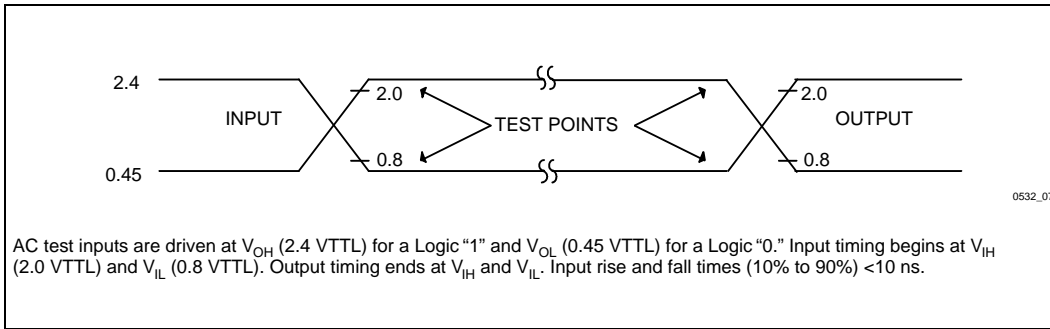 2.4
2.0
2.0
INPUT
TEST POINTS
OUTPUT
0.8
0.8
0.45
0532_07
AC test inputs are driven at VOH (2.4 VTTL) for a Logic “1” and VOL (0.45 VTTL) for a Logic “0.” Input timing begins at VIH
(2.0 VTTL) and VIL (0.8 VTTL). Output timing ends at VIH and VIL. Input rise and fall times (10% to 90%) <10 ns.